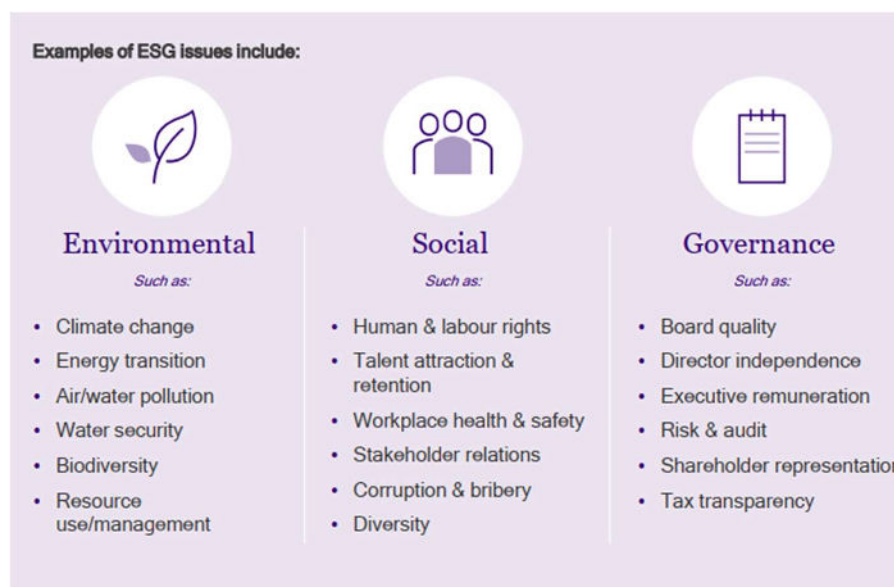 Examples of ESG issues include:
Environmental
Such as:
• Climate change
• Energy transition
• Air/water pollution
• Water security
• Biodiversity
• Resource
use/management
Social
Such as:
• Human & labour rights
• Talent attraction &
retention
• Workplace health & safety
• Stakeholder relations
• Corruption & bribery
• Diversity
Governance
Such as:
• Board quality
• Director independence
• Executive remuneration
• Risk & audit
• Shareholder representation
• Tax transparency